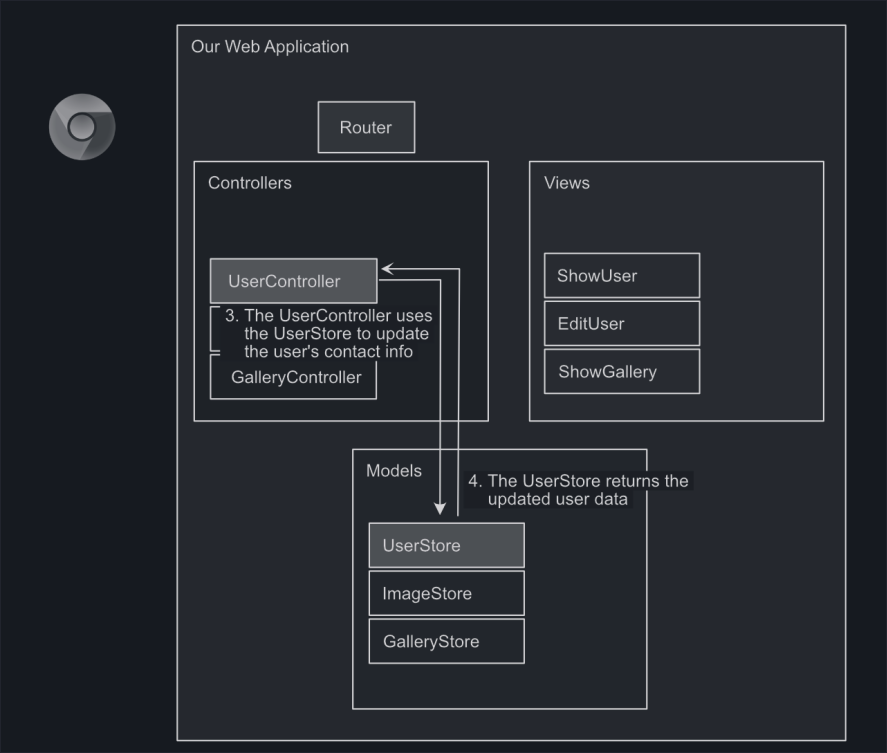 Our Web Application
Router
Controllers
UserController
3. The UserController uses
the UserStore to update
the user's contact info
GalleryController
Views
ShowUser
EditUser
ShowGallery
Models
4. The UserStore returns the
updated user data
UserStore
ImageStore
GalleryStore